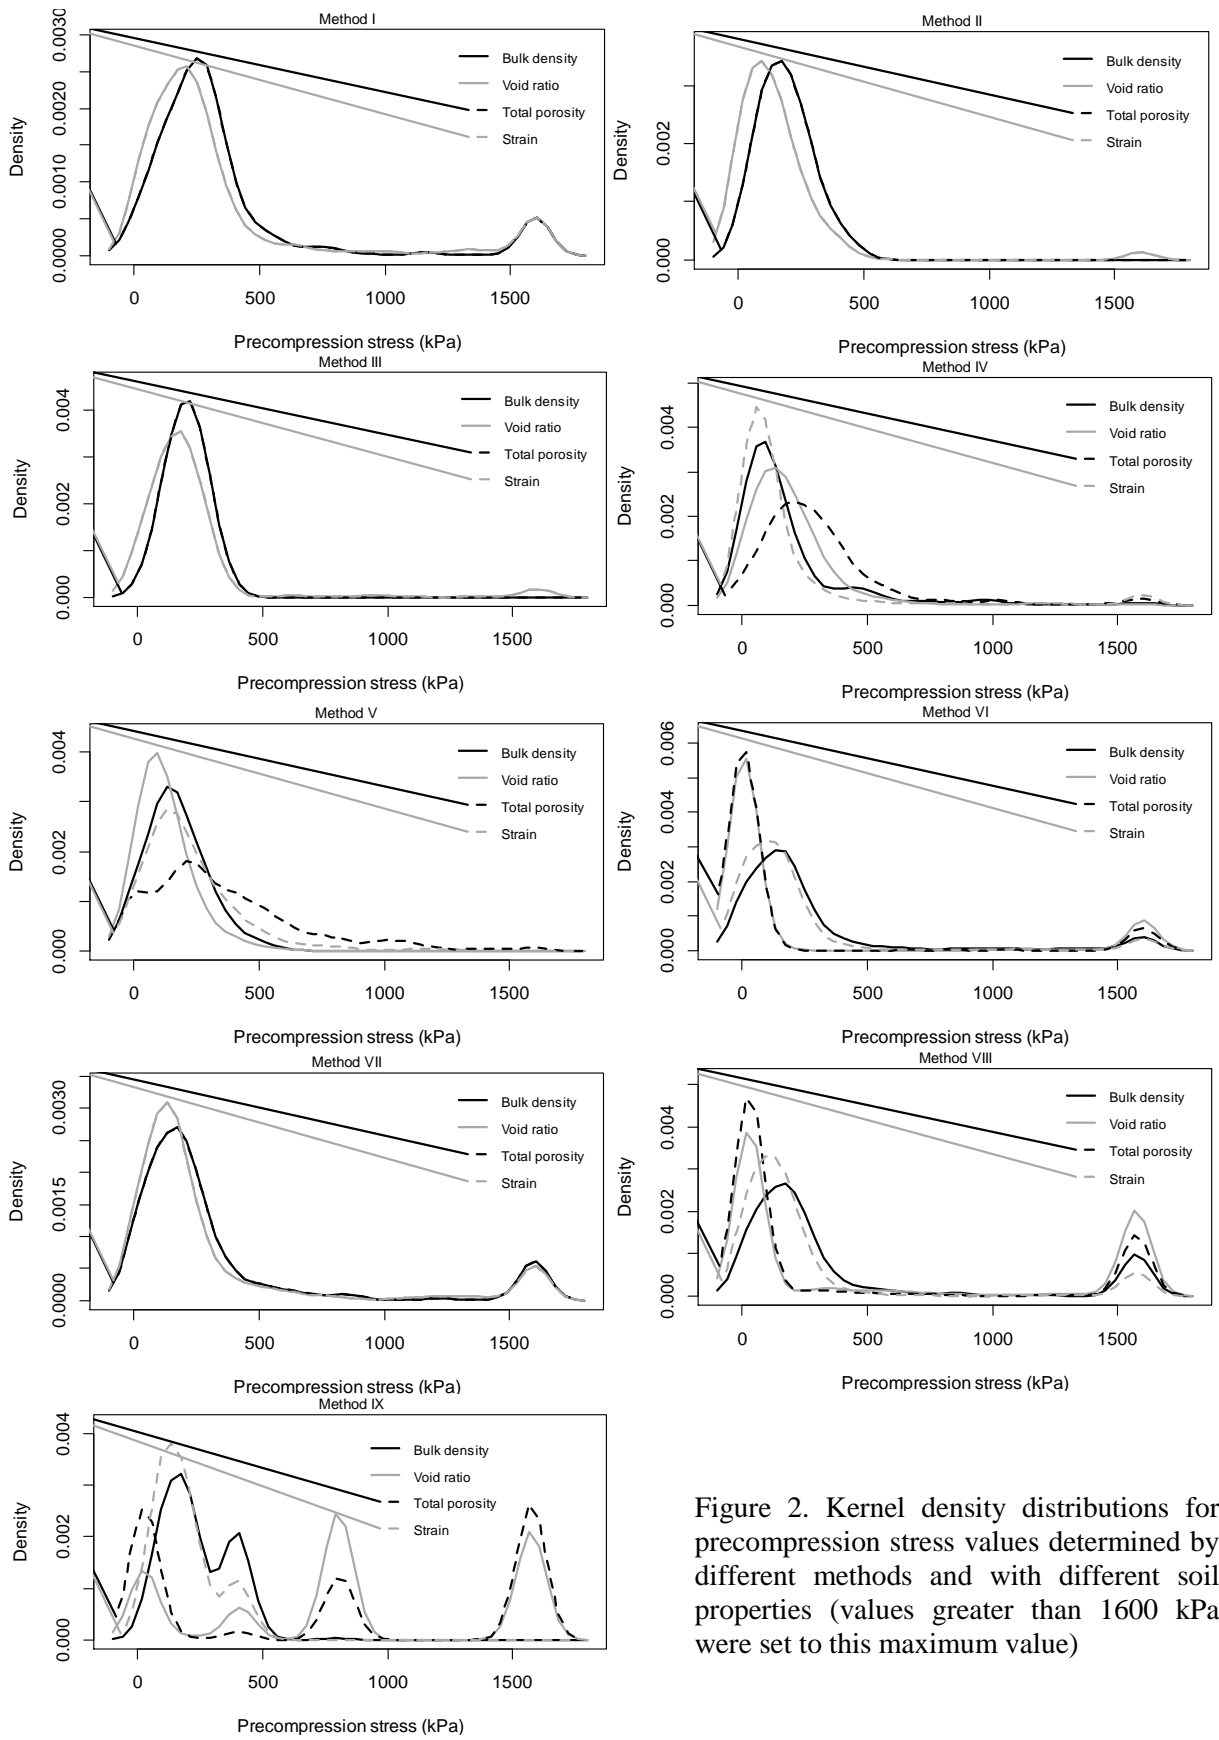 Method I
0.0000 0.0010 0.0020 0.0030
Density
Bulk density
Void ratio
Total porosity
Strain
0 500 1000 1500
Precompression stress (kPa)
Method II
0.000 0.002
Density
Bulk density
Void ratio
Total porosity
Strain
0 500 1000 1500
Precompression stress (kPa)
Method III
0.000 0.002 0.004
Density
Bulk density
Void ratio
Total porosity
Strain
0 500 1000 1500
Precompression stress (kPa)
Method IV
0.000 0.002 0.004
Density
Bulk density
Void ratio
Total porosity
Strain
0 500 1000 1500
Precompression stress (kPa)
Method V
0.000 0.002 0.004
Density
Bulk density
Void ratio
Total porosity
Strain
0 500 1000 1500
Precompression stress (kPa)
Method VI
0.000 0.002 0.004 0.006
Density
Bulk density
Void ratio
Total porosity
Strain
0 500 1000 1500
Precompression stress (kPa)
Method VII
0.0000 0.0015 0.0030
Density
Bulk density
Void ratio
Total porosity
Strain
0 500 1000 1500
Precompression stress (kPa)
Method VIII
0.000 0.002 0.004
Density
Bulk density
Void ratio
Total porosity
Strain
0 500 1000 1500
Precompression stress (kPa)
Method IX
0.000 0.002 0.004
Density
Bulk density
Void ratio
Total porosity
Strain
0 500 1000 1500
Precompression stress (kPa)
Figure 2. Kernel density distributions for
precompression stress values determined by
different methods and with different soil
properties (values greater than 1600 kPa
were set to this maximum value)